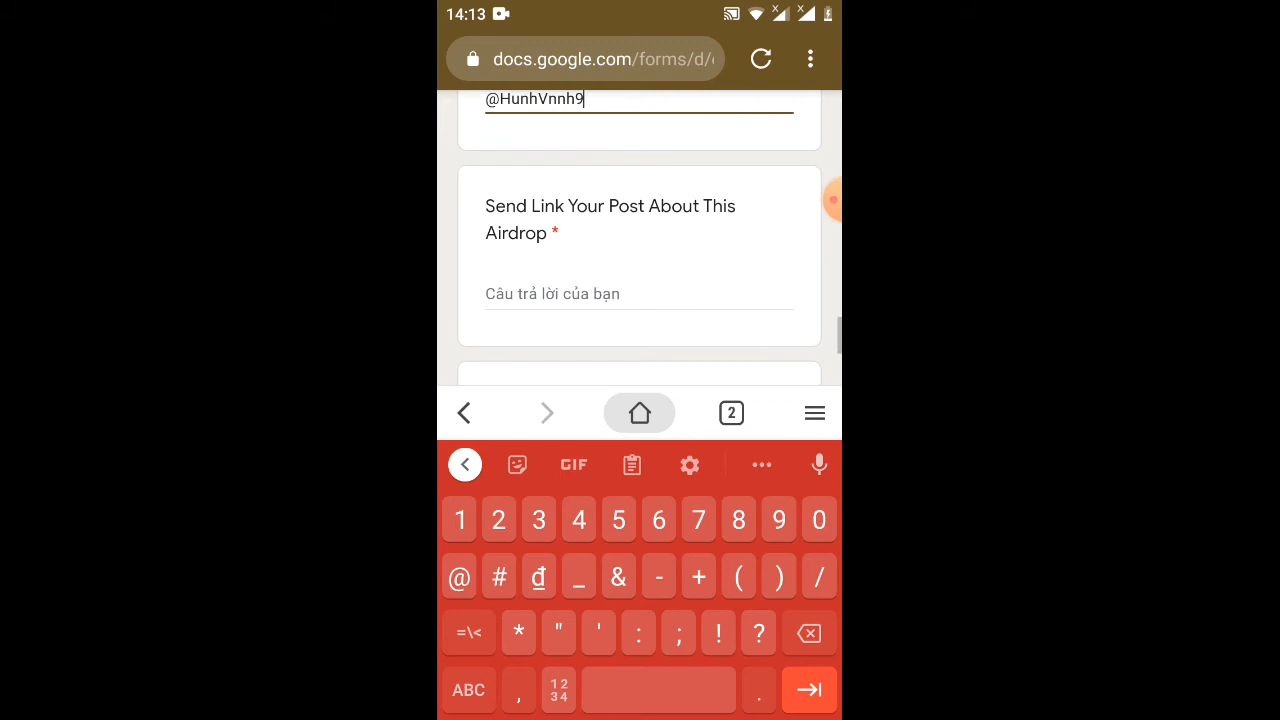 14:13
docs.google.com/forms/d/
@HunhVnnh9
Send Link Your Post About This
Airdrop *
Câu trả lời của bạn
2
GIF
1 2 3 4 5 6 7 8 9 0
@ # ₫ _ & - + ( ) /
=\< * " ' : ; ! ?
ABC , 12 34 .